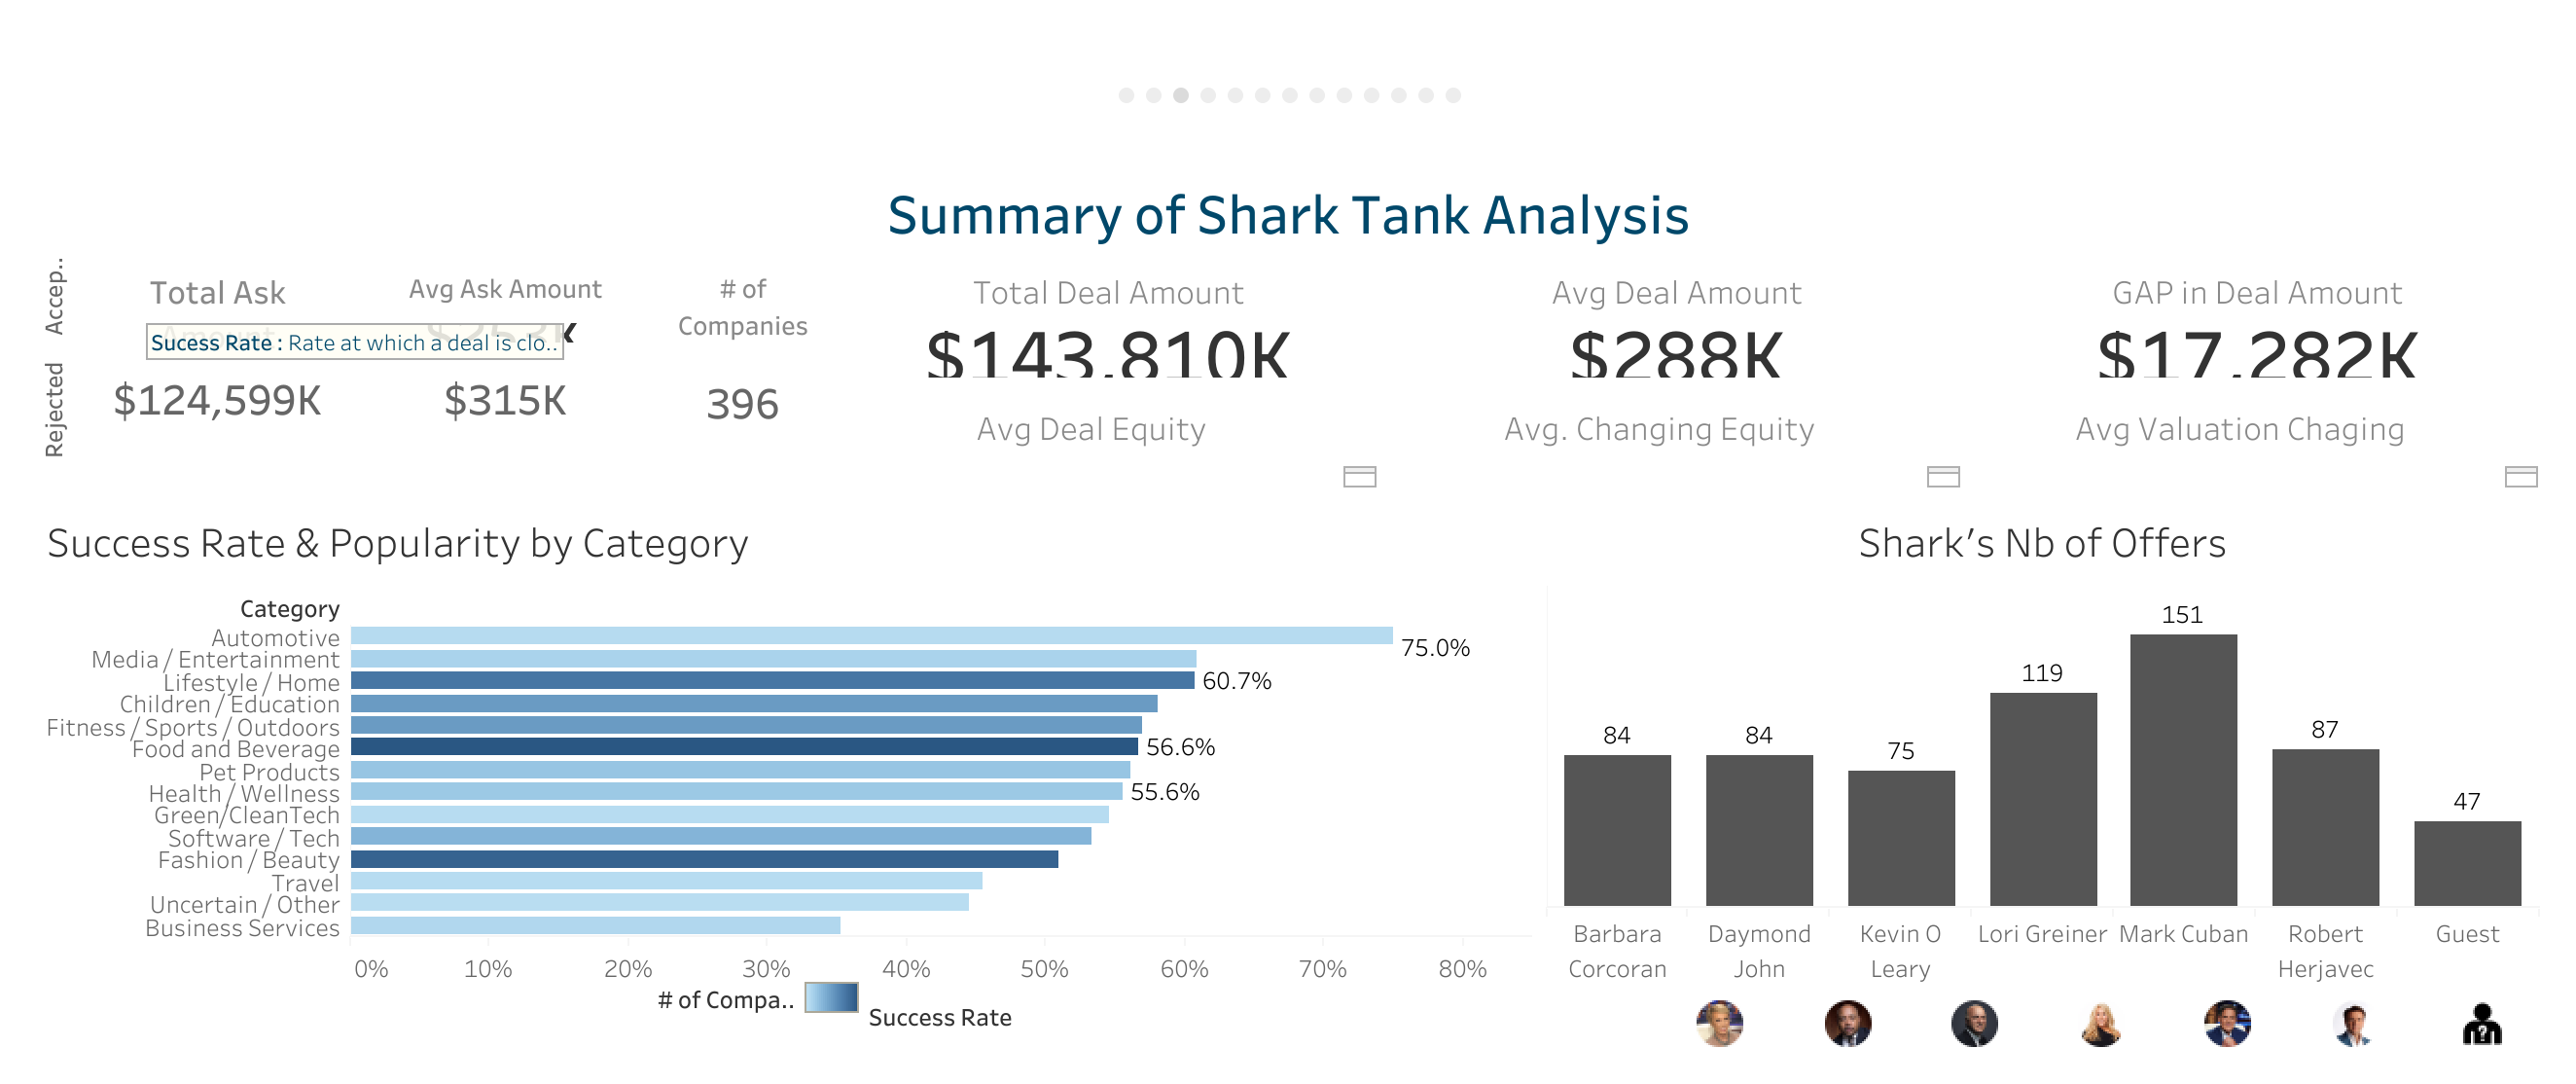 Summary of Shark Tank Analysis
Accep..
Total Ask
Amount
Avg Ask Amount
# of
Companies
Total Deal Amount
Avg Deal Amount
GAP in Deal Amount
Sucess Rate : Rate at which a deal is clo..
$143,810K
$288K
$17,282K
Rejected
$124,599K
$315K
396
Avg Deal Equity
Avg. Changing Equity
Avg Valuation Chaging
Success Rate & Popularity by Category
Category
Automotive
75.0%
Media / Entertainment
Lifestyle / Home
60.7%
Children / Education
Fitness / Sports / Outdoors
Food and Beverage
56.6%
Pet Products
Health / Wellness
55.6%
Green/CleanTech
Software / Tech
Fashion / Beauty
Travel
Uncertain / Other
Business Services
0% 10% 20% 30% 40% 50% 60% 70% 80%
# of Compa..
Success Rate
Shark's Nb of Offers
84
84
75
119
151
87
47
Barbara
Corcoran
Daymond
John
Kevin O
Leary
Lori Greiner
Mark Cuban
Robert
Herjavec
Guest